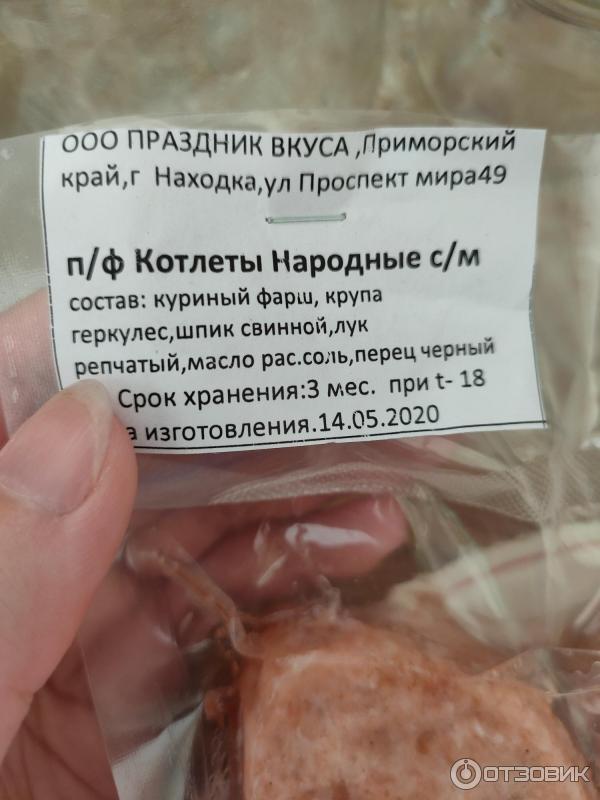 ООО ПРАЗДНИК ВКУСА ,Приморский
край,г Находка,ул Проспект мира49
п/ф Котлеты Народные с/м
состав: куриный фарш, крупа
геркулес,шпик свинной,лук
репчатый,масло рас.соль,перец черный
Срок хранения:3 мес. при t- 18
а изготовления.14.05.2020
ОТЗОВИК